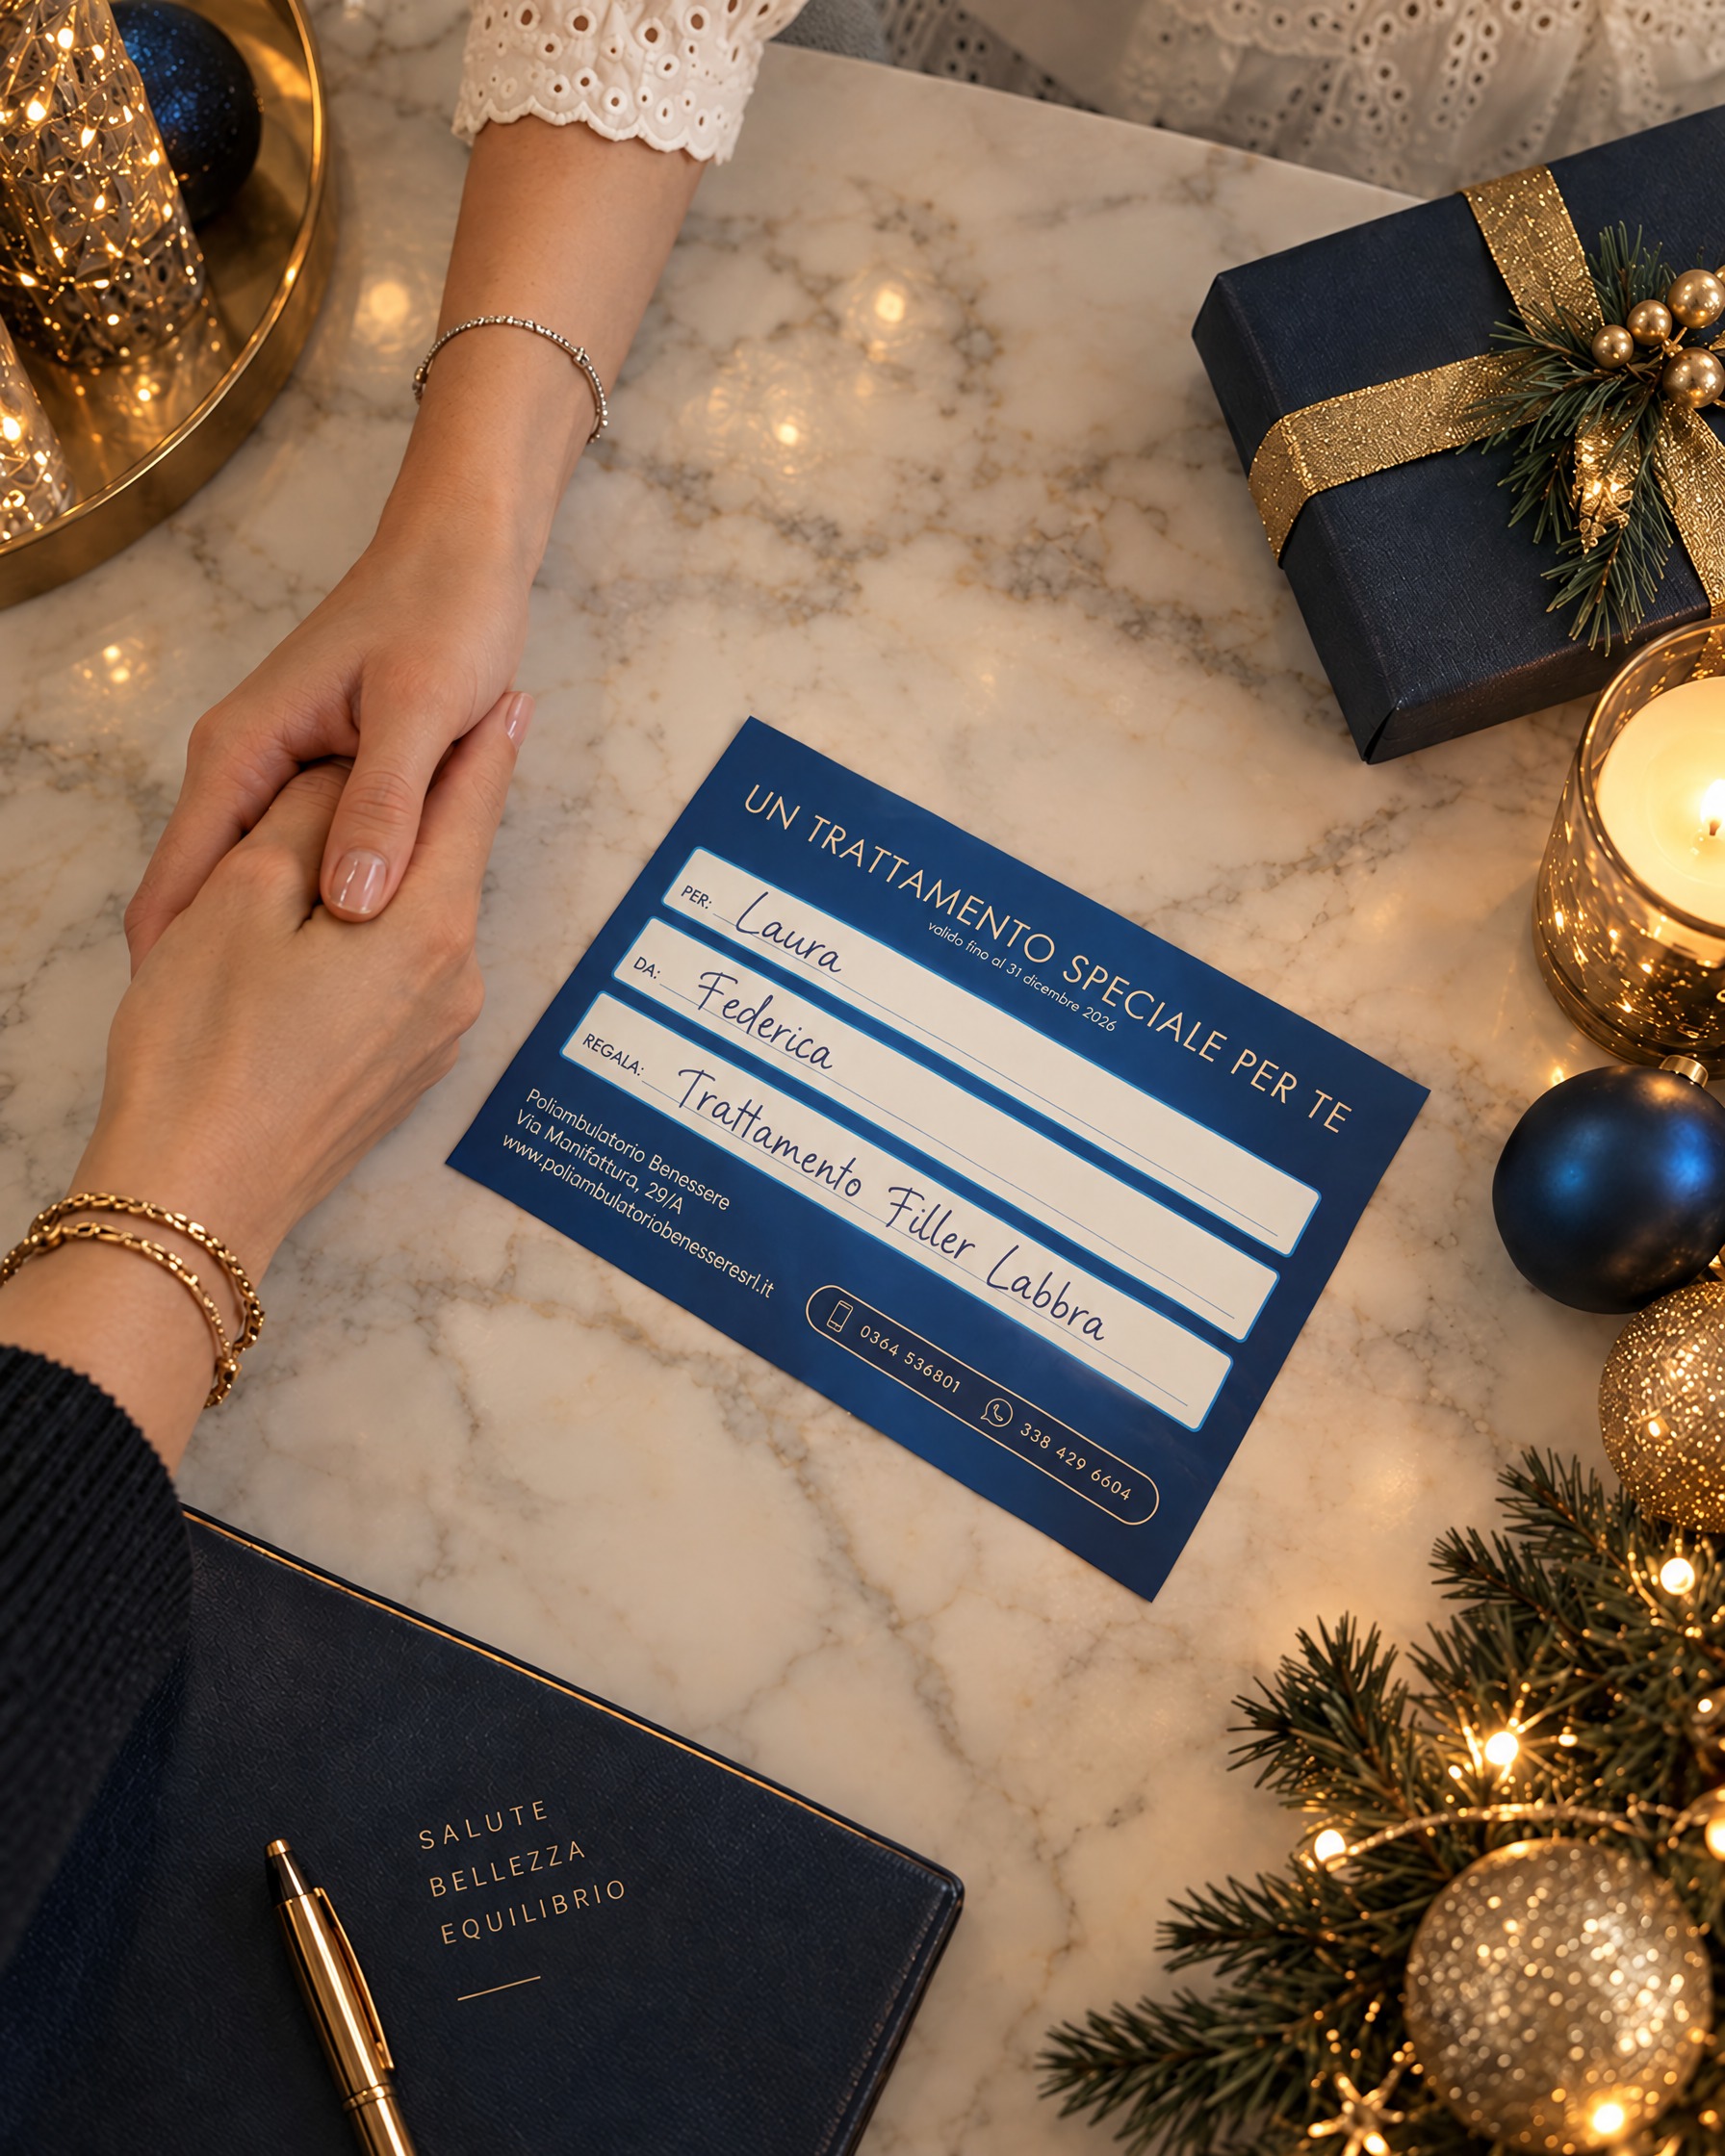 UN TRATTAMENTO SPECIALE PER TE
valido fino al 31 dicembre 2026
PER: Laura
DA: Federica
REGALA: Trattamento Filler Labbra
Poliambulatorio Benessere
Via Manifattura, 29/A
www.poliambulatoriobenesseresrl.it
0364 536801 338 429 6604
SALUTE
BELLEZZA
EQUILIBRIO